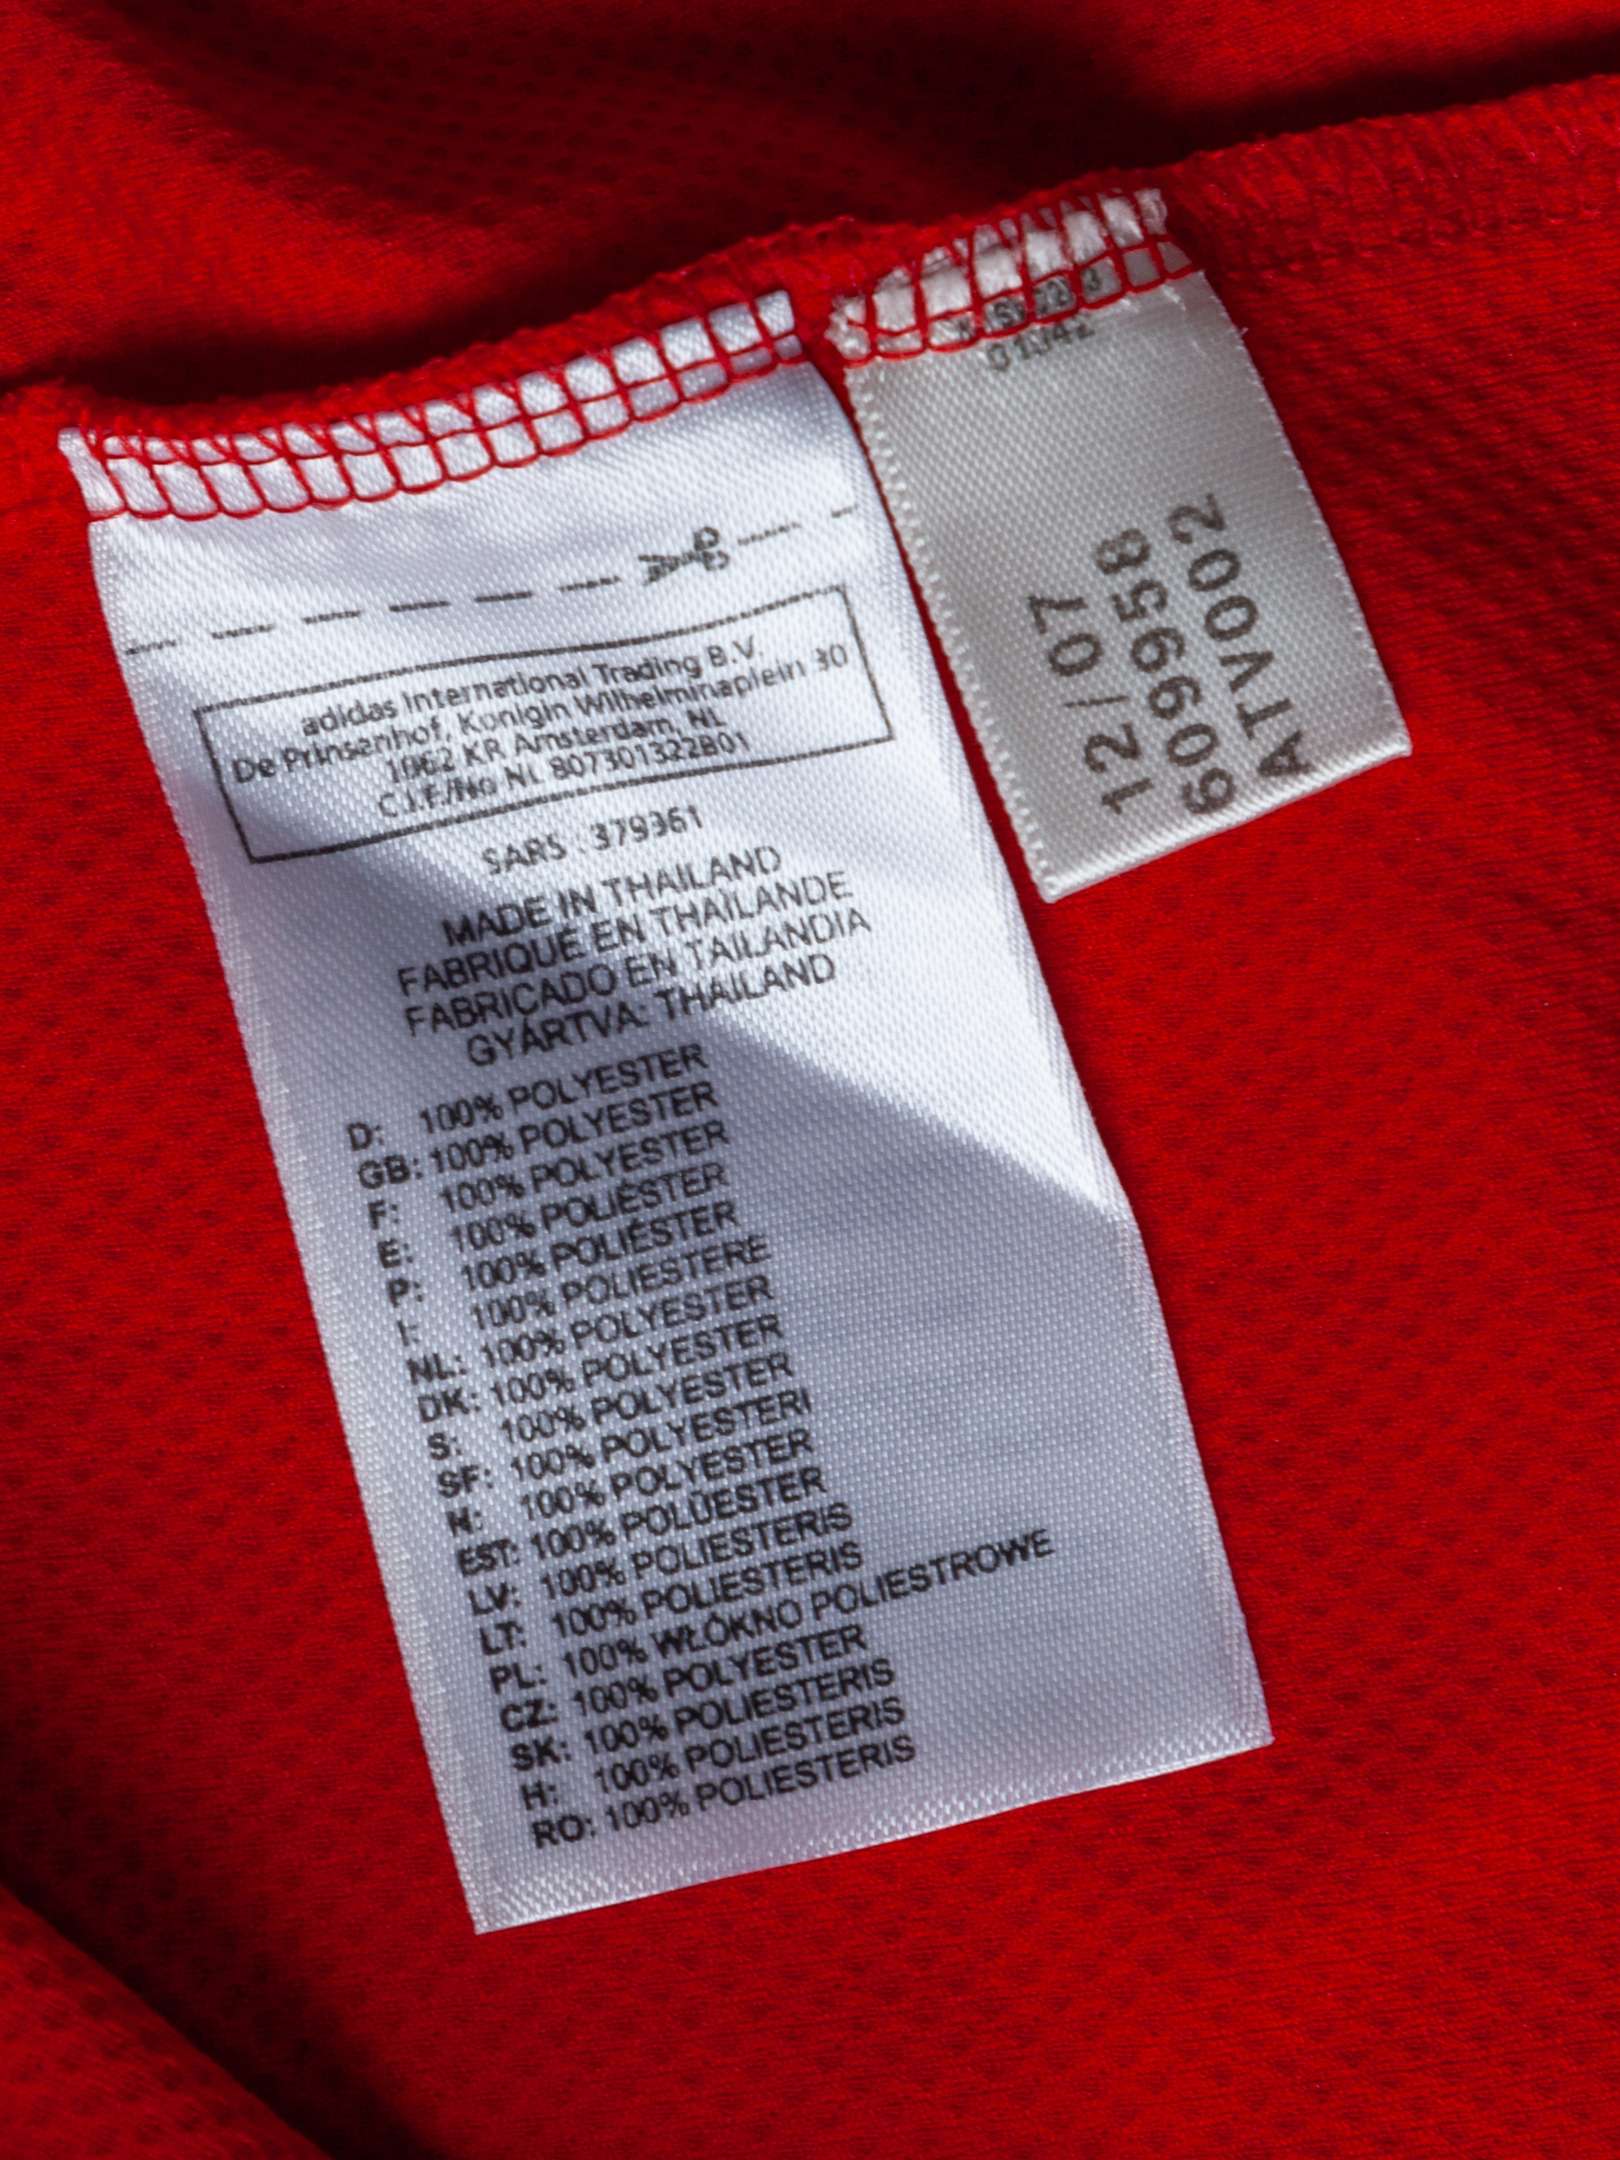 adidas International Trading B.V.
De Prinsenhof, Konigin Wilhelminaplein 30
1062 KR Amsterdam, NL
C.I.F./No NL 807301322B01
SARS : 379361
MADE IN THAILAND
FABRIQUÉ EN THAÏLANDE
FABRICADO EN TAILANDIA
GYÁRTVA: THAILAND
D: 100% POLYESTER
GB: 100% POLYESTER
F: 100% POLYESTER
E: 100% POLIÉSTER
P: 100% POLIÉSTER
I: 100% POLIESTERE
NL: 100% POLYESTER
DK: 100% POLYESTER
S: 100% POLYESTER
SF: 100% POLYESTERI
N: 100% POLYESTER
EST: 100% POLÜESTER
LV: 100% POLIESTERIS
LT: 100% POLIESTERIS
PL: 100% WŁÓKNO POLIESTROWE
CZ: 100% POLYESTER
SK: 100% POLIESTERIS
H: 100% POLIESTERIS
RO: 100% POLIESTERIS
12/07
609958
ATV002